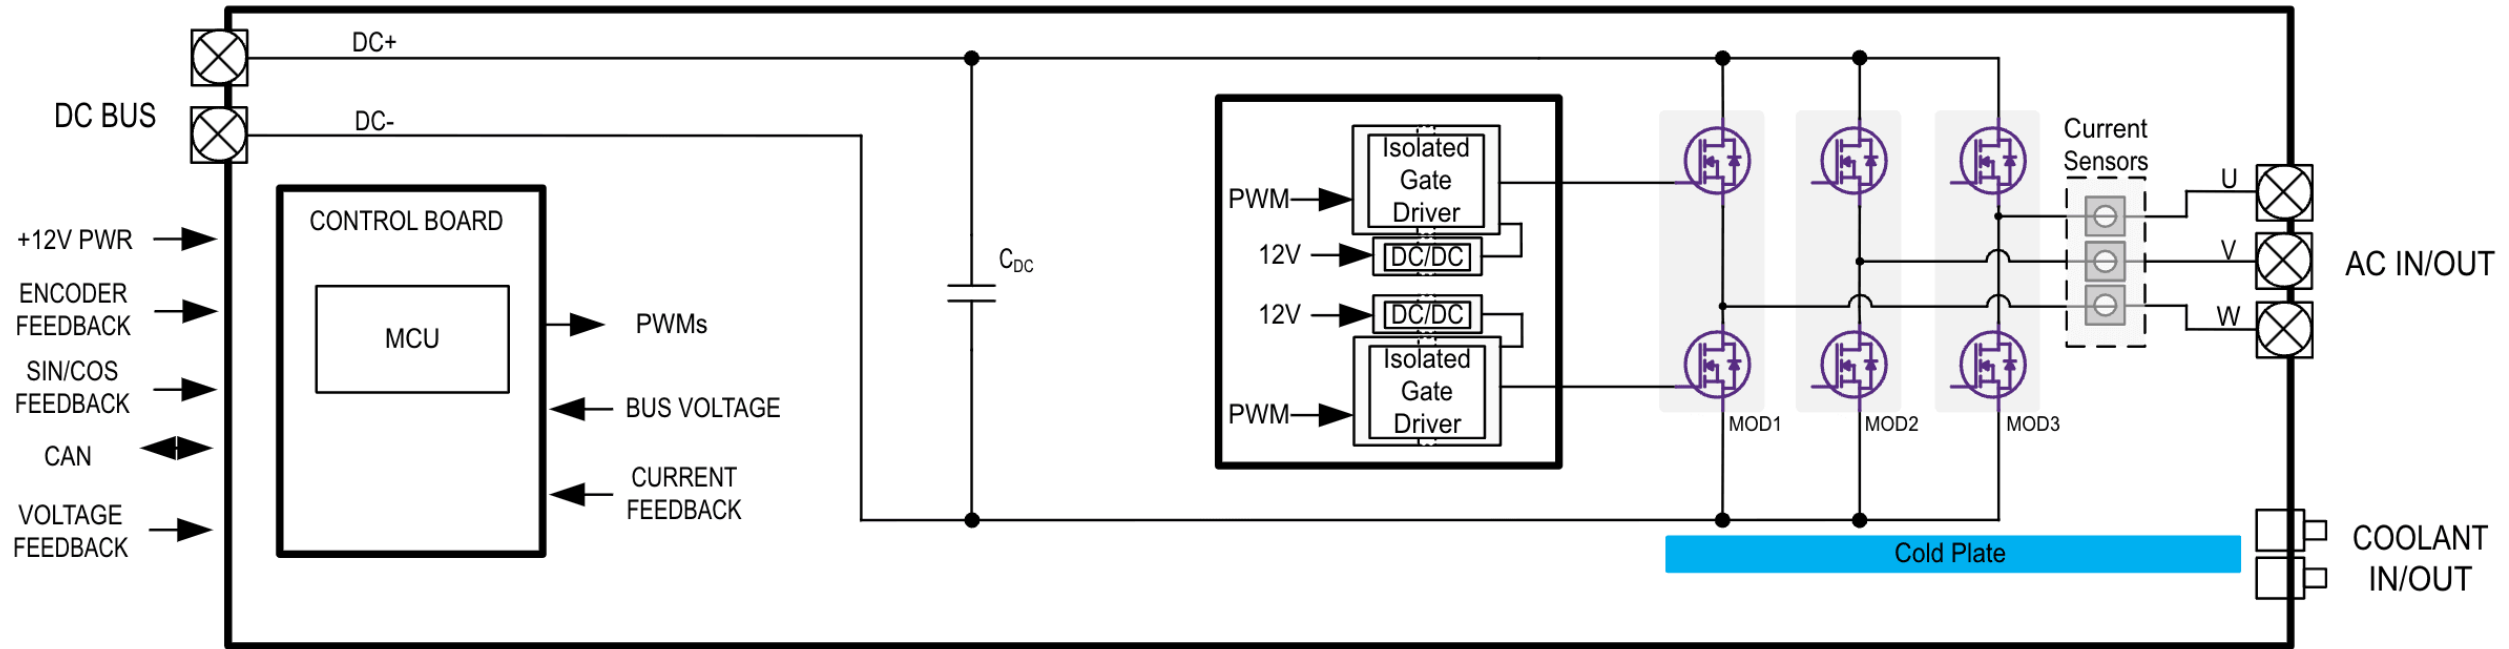 DC+
DC BUS
DC-
CONTROL BOARD
MCU
+12V PWR
ENCODER
FEEDBACK
SIN/COS
FEEDBACK
CAN
VOLTAGE
FEEDBACK
PWMs
BUS VOLTAGE
CURRENT
FEEDBACK
CDC
Isolated
Gate
Driver
PWM
12V
DC/DC
12V
DC/DC
Isolated
Gate
Driver
PWM
MOD1
MOD2
MOD3
Current
Sensors
U
V
W
AC IN/OUT
Cold Plate
COOLANT
IN/OUT